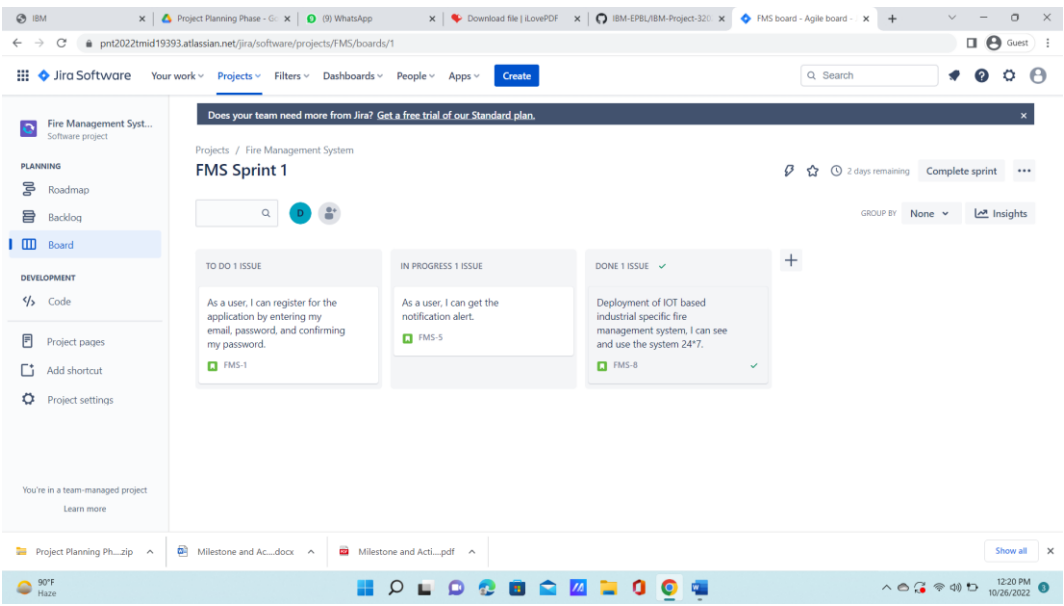 IBM
Project Planning Phase - Go
(9) WhatsApp
Download file | iLovePDF
IBM-EPBL/IBM-Project-320
FMS board - Agile board -
pnt2022tmid19393.atlassian.net/jira/software/projects/FMS/boards/1
Guest
Jira Software
Your work
Projects
Filters
Dashboards
People
Apps
Create
Search
Does your team need more from Jira? Get a free trial of our Standard plan.
Fire Management Syst...
Software project
PLANNING
Roadmap
Backlog
Board
DEVELOPMENT
Code
Project pages
Add shortcut
Project settings
You're in a team-managed project
Learn more
Projects / Fire Management System
FMS Sprint 1
2 days remaining
Complete sprint
D
GROUP BY
None
Insights
TO DO 1 ISSUE
As a user, I can register for the
application by entering my
email, password, and confirming
my password.
FMS-1
IN PROGRESS 1 ISSUE
As a user, I can get the
notification alert.
FMS-5
DONE 1 ISSUE
Deployment of IOT based
industrial specific fire
management system, I can see
and use the system 24*7.
FMS-8
Project Planning Ph....zip
Milestone and Ac....docx
Milestone and Acti....pdf
Show all
90°F
Haze
12:20 PM
10/26/2022
3